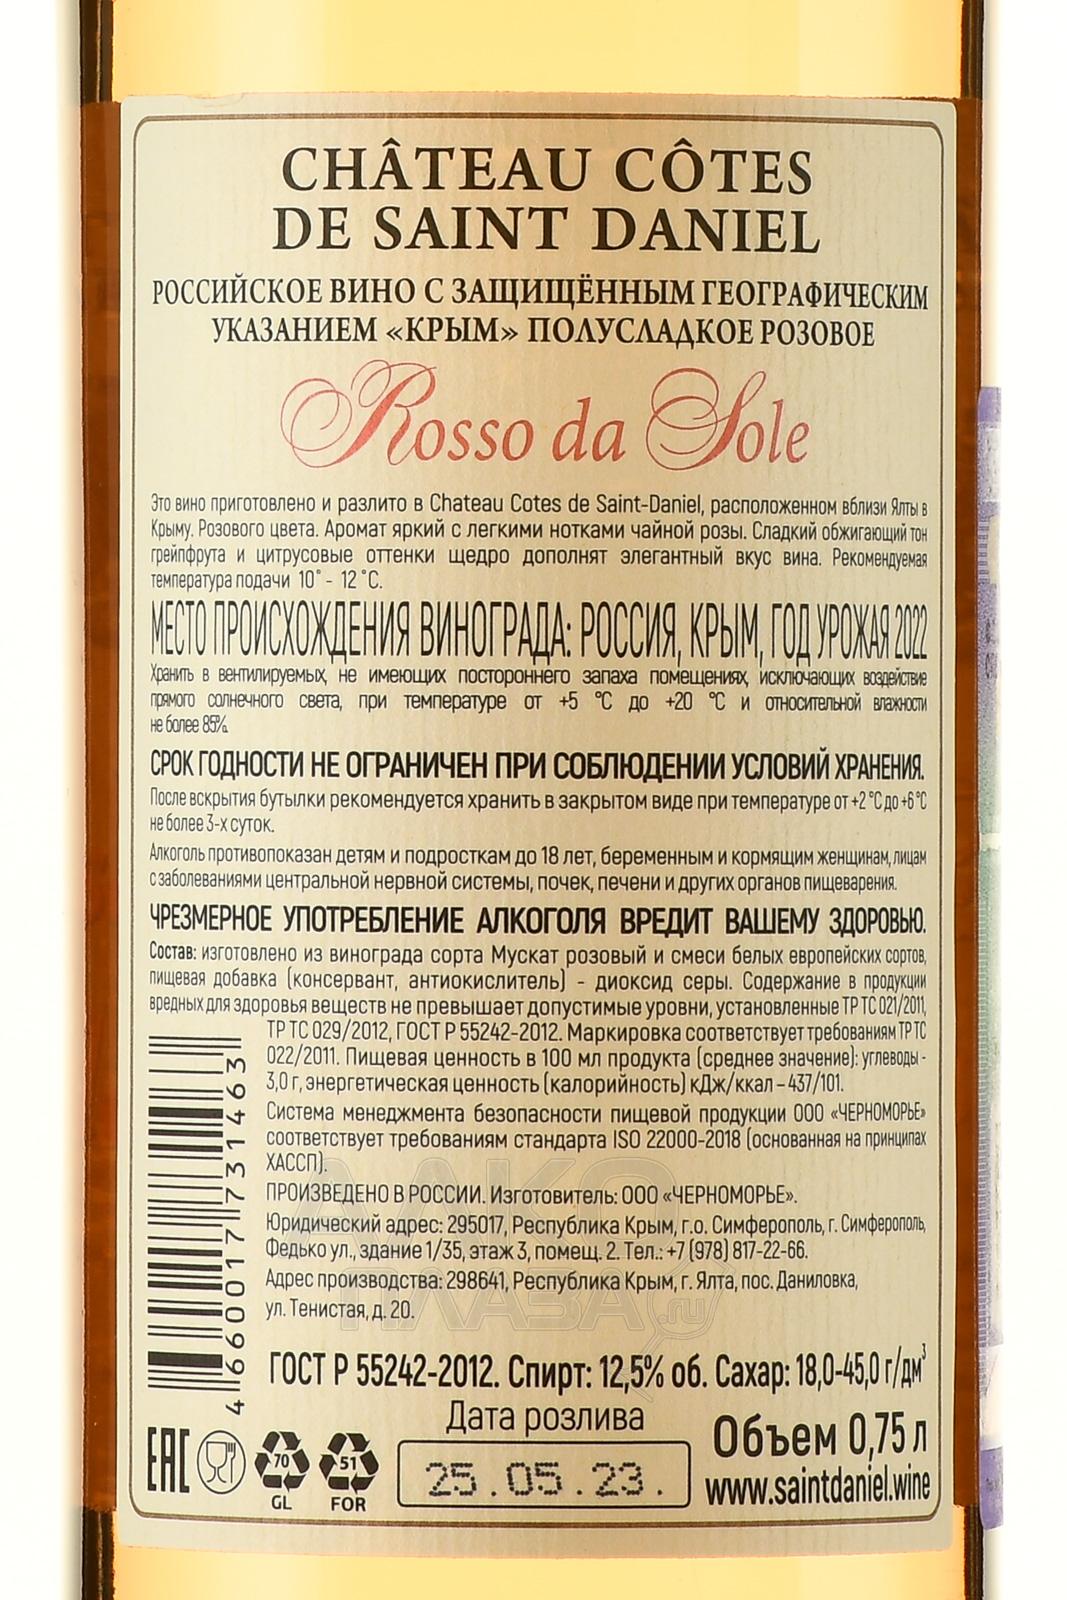 CHÂTEAU CÔTES
DE SAINT DANIEL
РОССИЙСКОЕ ВИНО С ЗАЩИЩЁННЫМ ГЕОГРАФИЧЕСКИМ
УКАЗАНИЕМ «КРЫМ» ПОЛУСЛАДКОЕ РОЗОВОЕ
Rosso da Sole
Это вино приготовлено и разлито в Chateau Cotes de Saint-Daniel, расположенном вблизи Ялты в
Крыму. Розового цвета. Аромат яркий с легкими нотками чайной розы. Сладкий обжигающий тон
грейпфрута и цитрусовые оттенки щедро дополнят элегантный вкус вина. Рекомендуемая
температура подачи 10° - 12 °С.
МЕСТО ПРОИСХОЖДЕНИЯ ВИНОГРАДА: РОССИЯ, КРЫМ, ГОД УРОЖАЯ 2022
Хранить в вентилируемых, не имеющих постороннего запаха помещениях, исключающих воздействие
прямого солнечного света, при температуре от +5 °С до +20 °С и относительной влажности
не более 85%.
СРОК ГОДНОСТИ НЕ ОГРАНИЧЕН ПРИ СОБЛЮДЕНИИ УСЛОВИЙ ХРАНЕНИЯ.
После вскрытия бутылки рекомендуется хранить в закрытом виде при температуре от +2 °С до +6 °С
не более 3-х суток.
Алкоголь противопоказан детям и подросткам до 18 лет, беременным и кормящим женщинам, лицам
с заболеваниями центральной нервной системы, почек, печени и других органов пищеварения.
ЧРЕЗМЕРНОЕ УПОТРЕБЛЕНИЕ АЛКОГОЛЯ ВРЕДИТ ВАШЕМУ ЗДОРОВЬЮ.
Состав: изготовлено из винограда сорта Мускат розовый и смеси белых европейских сортов,
пищевая добавка (консервант, антиокислитель) - диоксид серы. Содержание в продукции
вредных для здоровья веществ не превышает допустимые уровни, установленные ТР ТС 021/2011,
ТР ТС 029/2012, ГОСТ Р 55242-2012. Маркировка соответствует требованиям ТР ТС
022/2011. Пищевая ценность в 100 мл продукта (среднее значение): углеводы -
3,0 г, энергетическая ценность (калорийность) кДж/ккал – 437/101.
Система менеджмента безопасности пищевой продукции ООО «ЧЕРНОМОРЬЕ»
соответствует требованиям стандарта ISO 22000-2018 (основанная на принципах
ХАССП).
ПРОИЗВЕДЕНО В РОССИИ. Изготовитель: ООО «ЧЕРНОМОРЬЕ».
Юридический адрес: 295017, Республика Крым, г.о. Симферополь, г. Симферополь,
Федько ул., здание 1/35, этаж 3, помещ. 2. Тел.: +7 (978) 817-22-66.
Адрес производства: 298641, Республика Крым, г. Ялта, пос. Даниловка,
ул. Тенистая, д. 20.
4 660017 731463
ГОСТ Р 55242-2012. Спирт: 12,5% об. Сахар: 18,0-45,0 г/дм³
Дата розлива
25.05.23.
Объем 0,75 л
www.saintdaniel.wine
EAC
70
GL
51
FOR
АЛКО
ПЛАЗА.ru